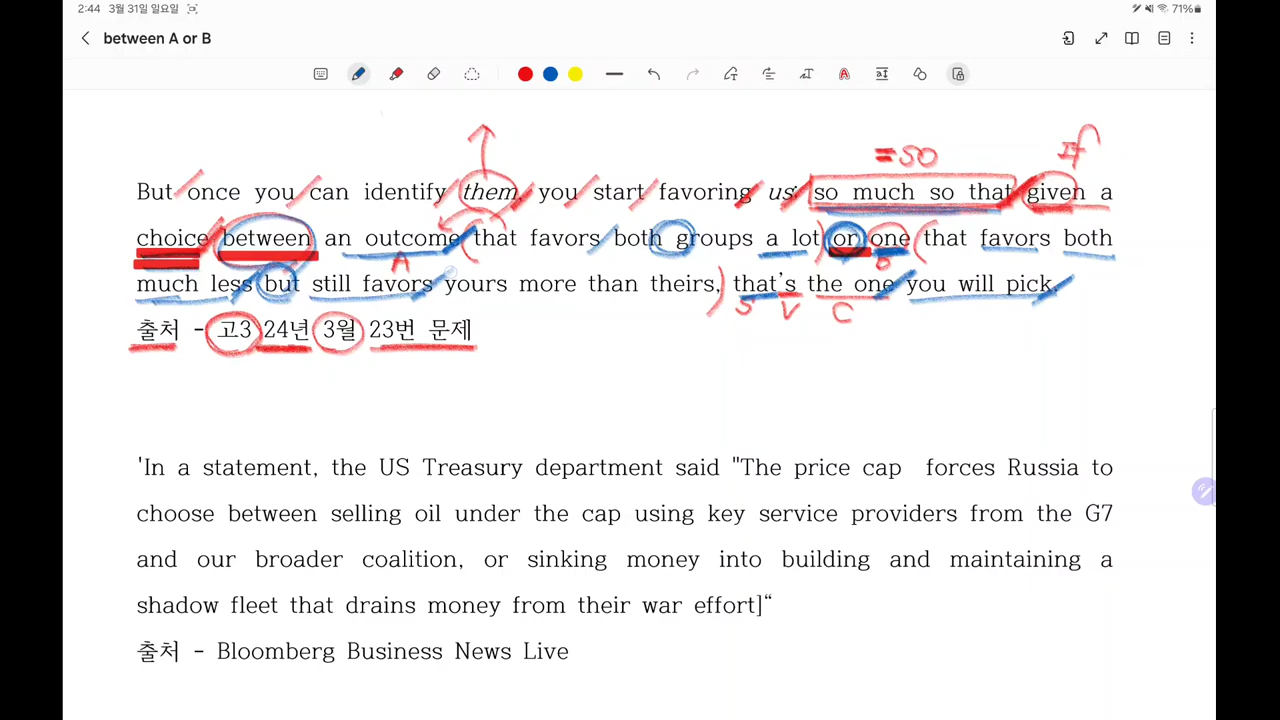 2:44 3월 31일 일요일 71%
between A or B
=so If
But once you can identify them, you start favoring us; so much so that given a
choice between an outcome that favors both groups a lot or one that favors both
A B
much less but still favors yours more than theirs, that's the one you will pick.
S V C
출처 - 고3 24년 3월 23번 문제
'In a statement, the US Treasury department said "The price cap forces Russia to
choose between selling oil under the cap using key service providers from the G7
and our broader coalition, or sinking money into building and maintaining a
shadow fleet that drains money from their war effort]“
출처 - Bloomberg Business News Live